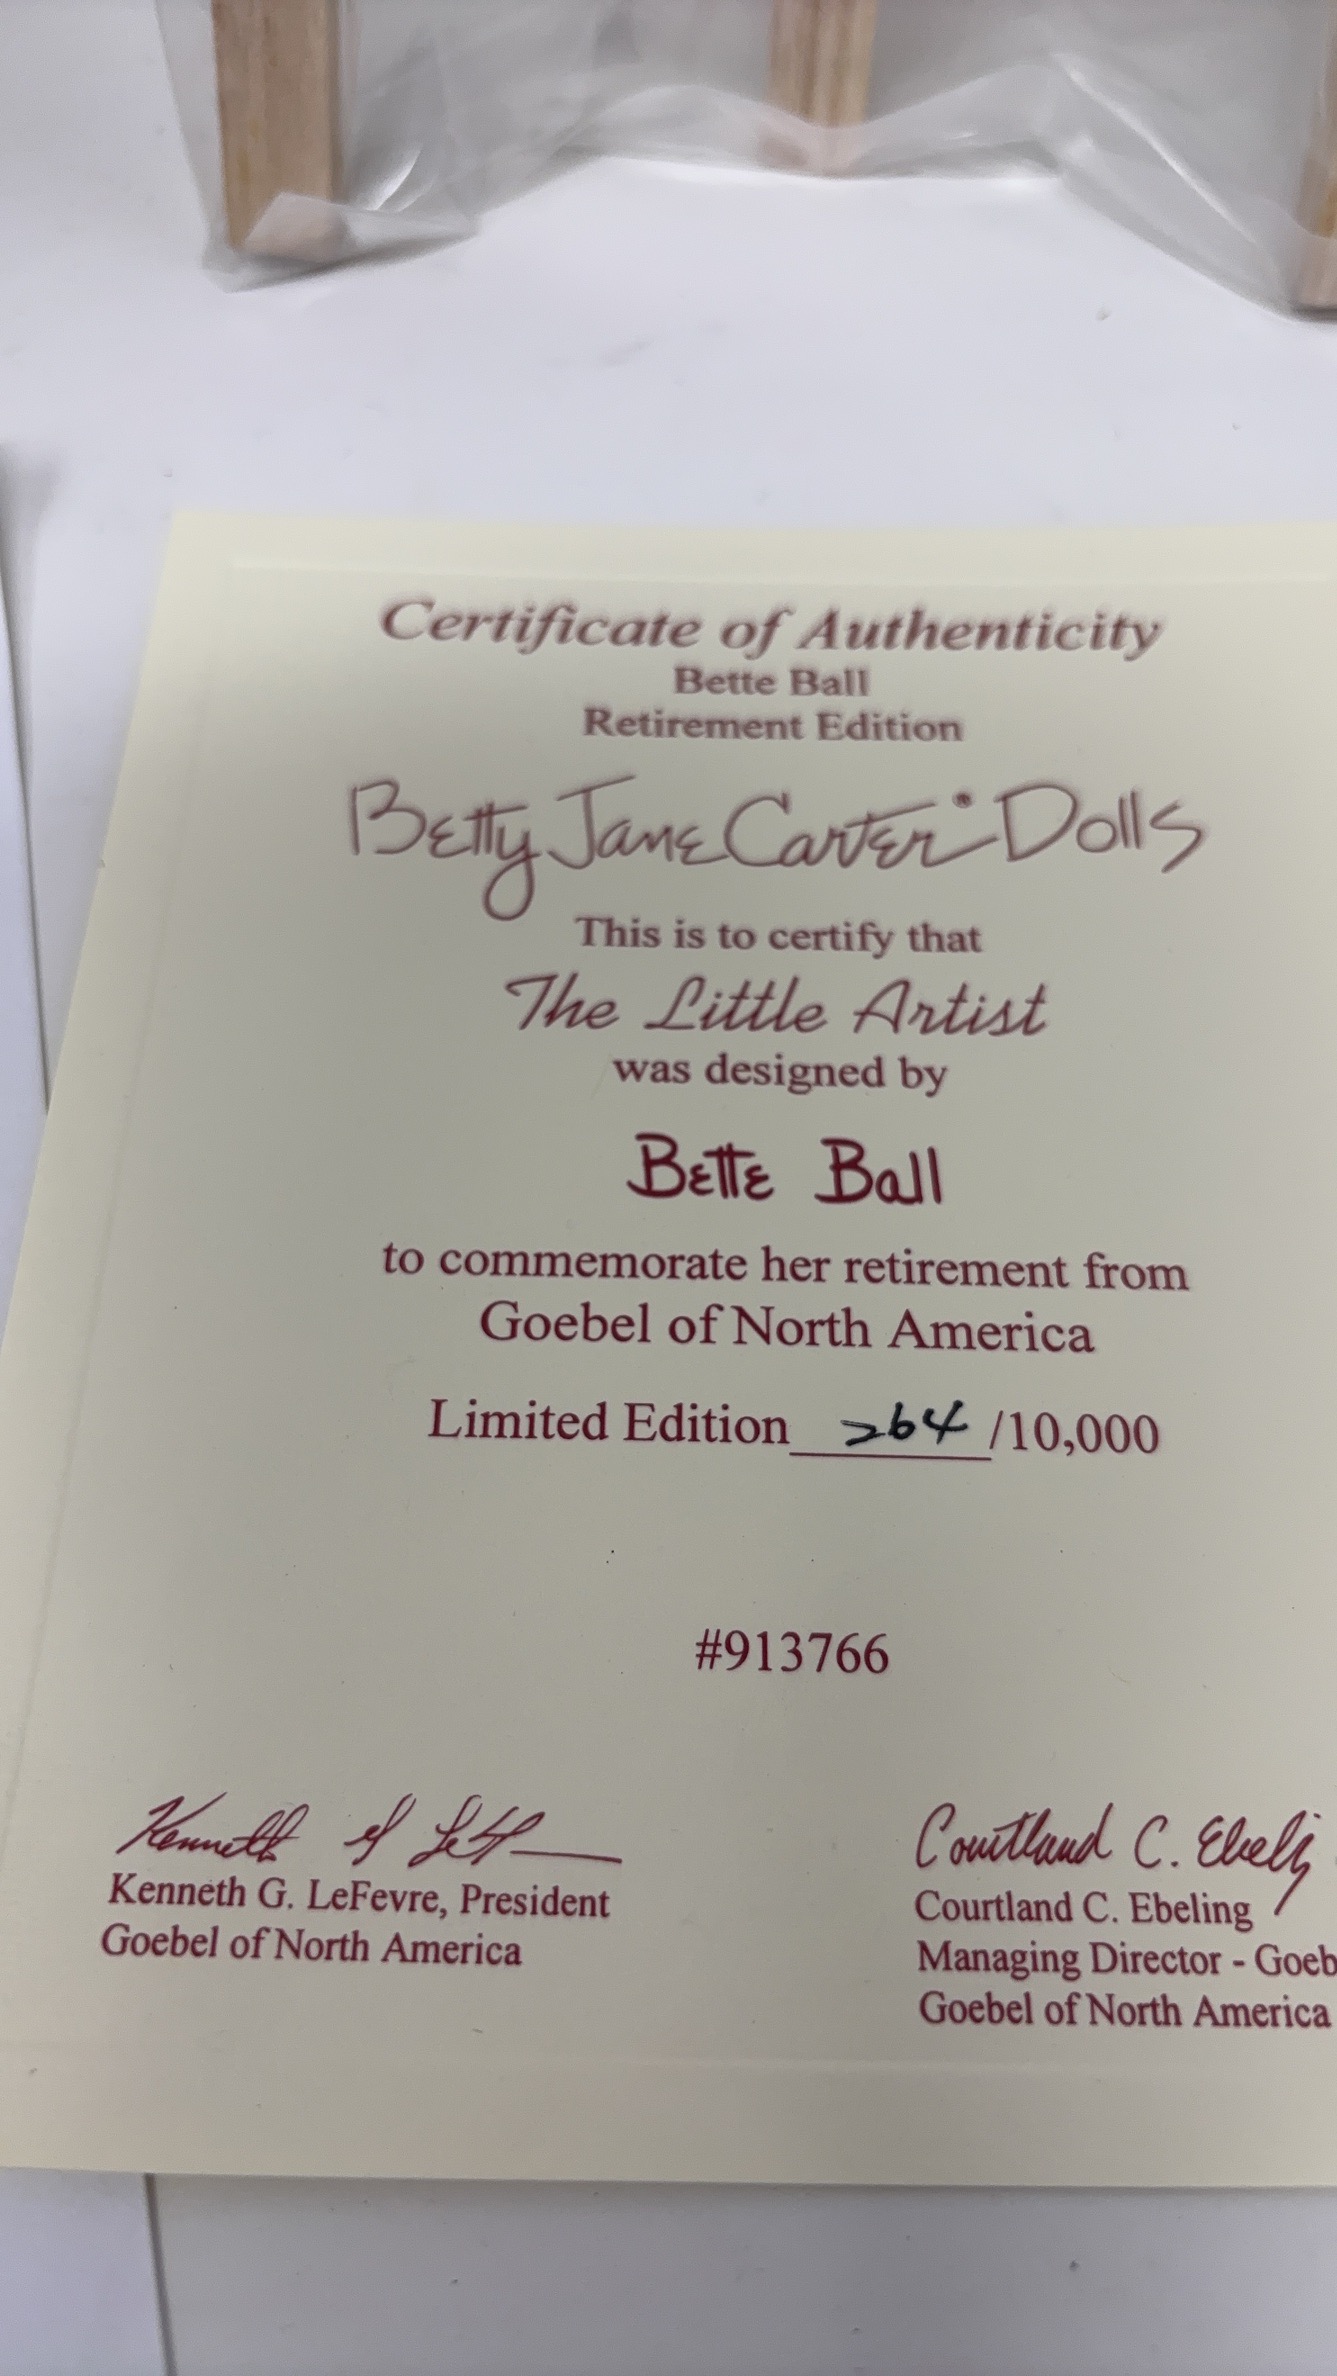 Certificate of Authenticity
Bette Ball
Retirement Edition
Betty Jane Carter® Dolls
This is to certify that
The Little Artist
was designed by
Bette Ball
to commemorate her retirement from
Goebel of North America
Limited Edition 264 /10,000
#913766
Kenneth G LeF
Courtland C. Ebeling
Kenneth G. LeFevre, President
Goebel of North America
Courtland C. Ebeling
Managing Director - Goeb
Goebel of North America